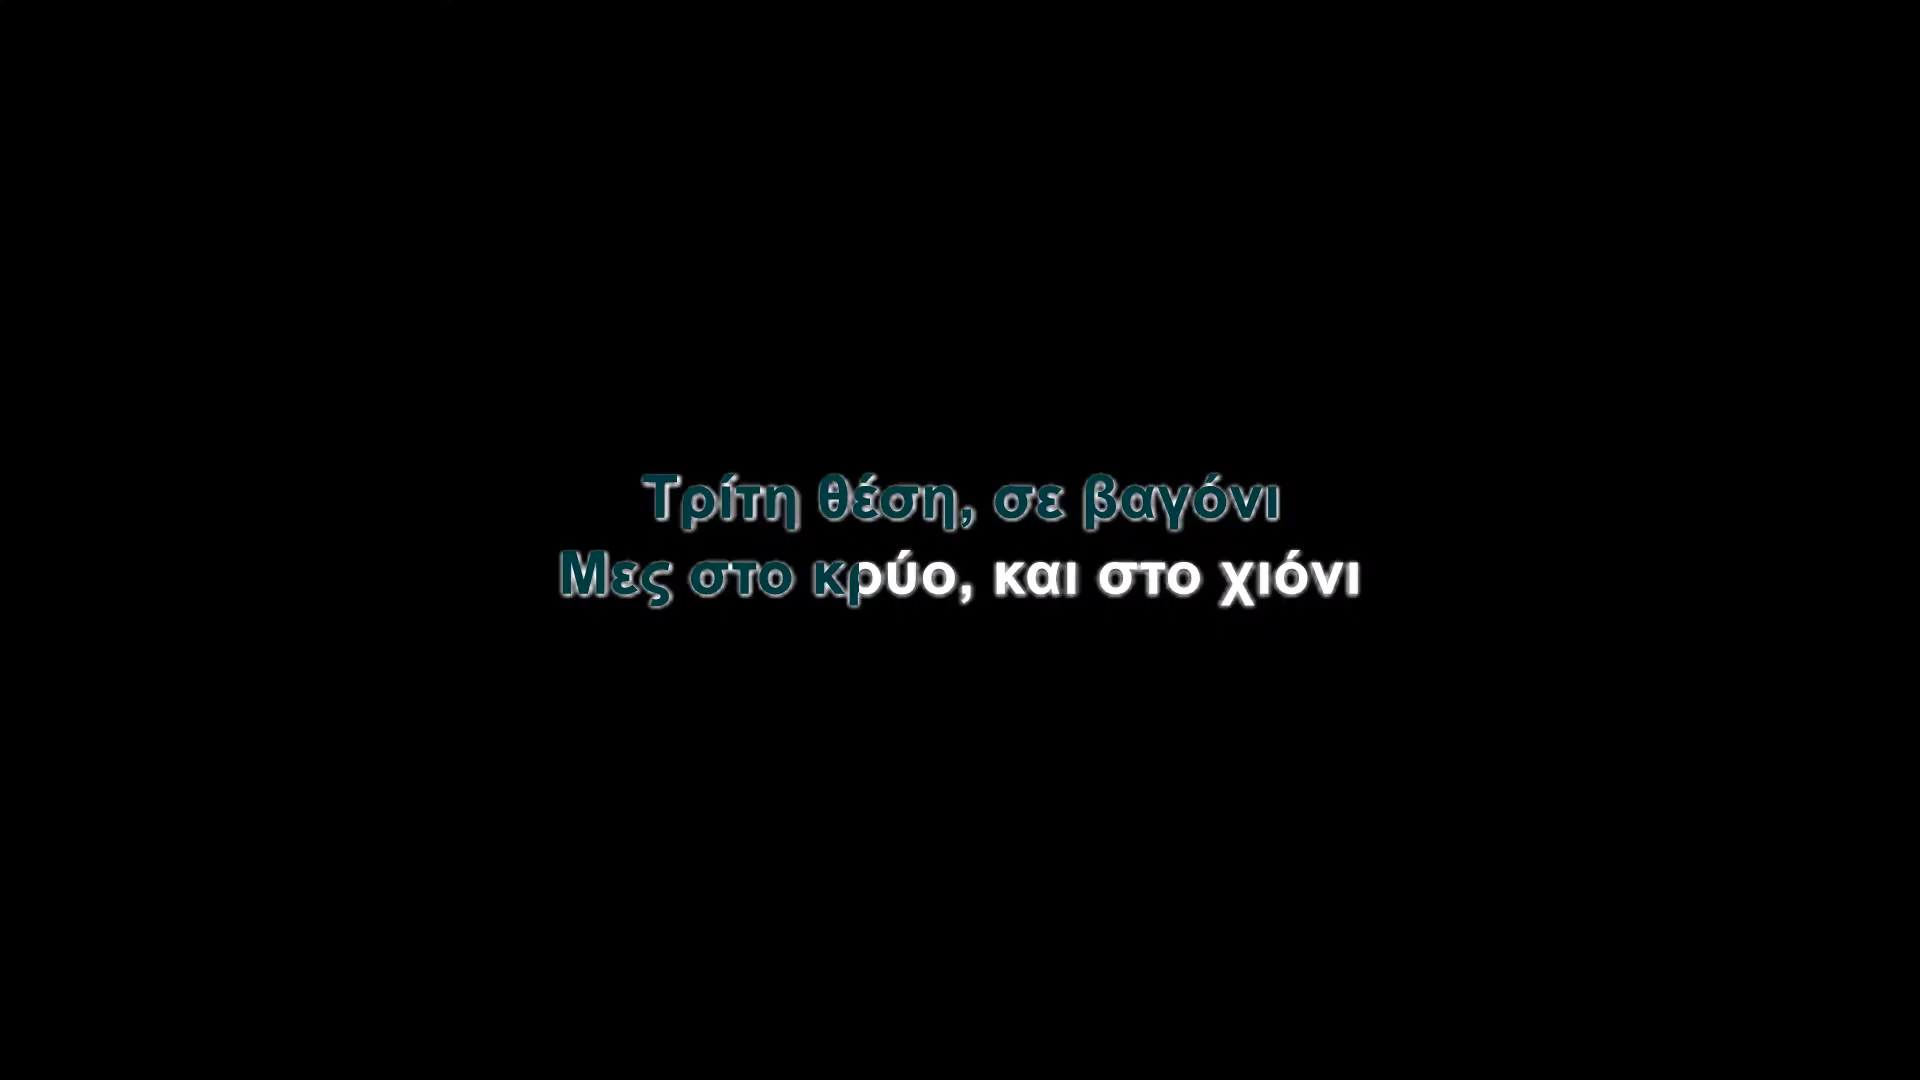 Τρίτη θέση, σε βαγόνι
Μες στο κρύο, και στο χιόνι